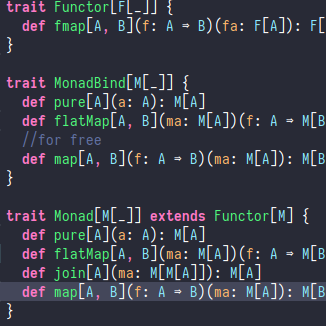 trait Functor[F[_]] {
  def fmap[A, B](f: A ⇒ B)(fa: F[A]): F[
}
trait MonadBind[M[_]] {
  def pure[A](a: A): M[A]
  def flatMap[A, B](ma: M[A])(f: A ⇒ M[B
  //for free
  def map[A, B](f: A ⇒ B)(ma: M[A]): M[B
}
trait Monad[M[_]] extends Functor[M] {
  def pure[A](a: A): M[A]
  def flatMap[A, B](ma: M[A])(f: A ⇒ M[B
  def join[A](ma: M[M[A]]): M[A]
  def map[A, B](f: A ⇒ B)(ma: M[A]): M[B
}